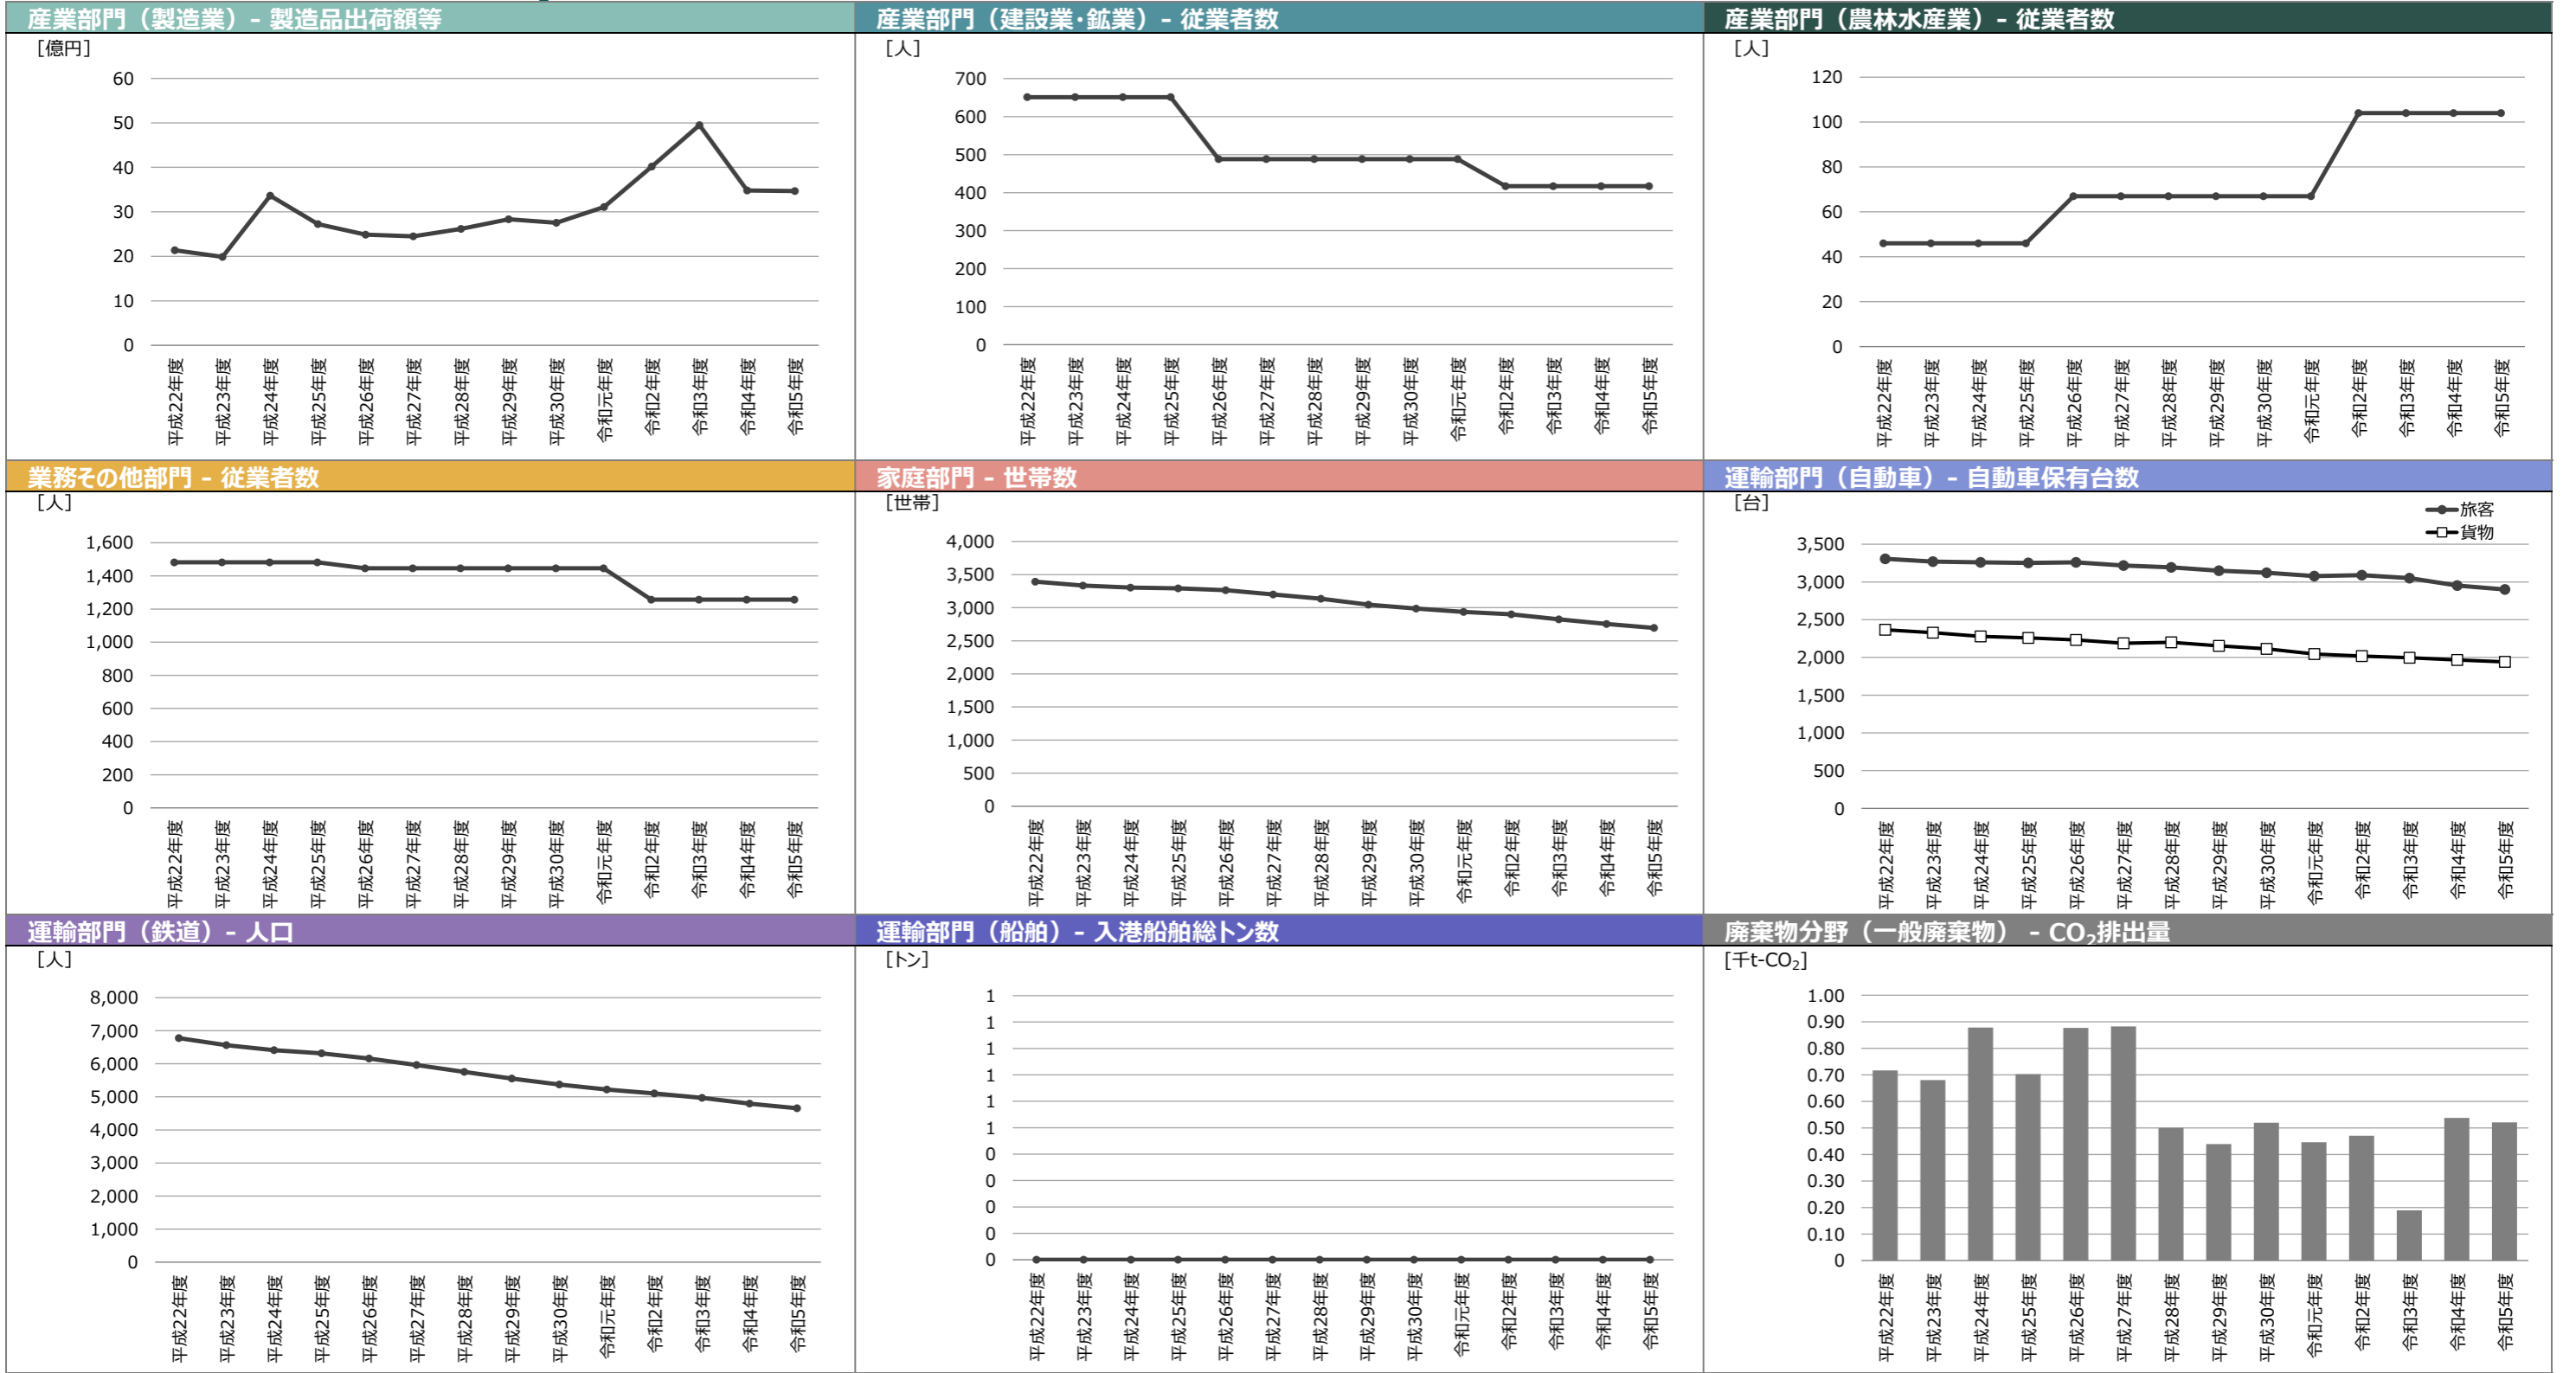 産業部門（製造業）- 製造品出荷額等
[億円]
60
50
40
30
20
10
0
平成22年度
平成23年度
平成24年度
平成25年度
平成26年度
平成27年度
平成28年度
平成29年度
平成30年度
令和元年度
令和2年度
令和3年度
令和4年度
令和5年度
産業部門（建設業・鉱業）- 従業者数
[人]
700
600
500
400
300
200
100
0
平成22年度
平成23年度
平成24年度
平成25年度
平成26年度
平成27年度
平成28年度
平成29年度
平成30年度
令和元年度
令和2年度
令和3年度
令和4年度
令和5年度
産業部門（農林水産業）- 従業者数
[人]
120
100
80
60
40
20
0
平成22年度
平成23年度
平成24年度
平成25年度
平成26年度
平成27年度
平成28年度
平成29年度
平成30年度
令和元年度
令和2年度
令和3年度
令和4年度
令和5年度
業務その他部門 - 従業者数
[人]
1,600
1,400
1,200
1,000
800
600
400
200
0
平成22年度
平成23年度
平成24年度
平成25年度
平成26年度
平成27年度
平成28年度
平成29年度
平成30年度
令和元年度
令和2年度
令和3年度
令和4年度
令和5年度
家庭部門 - 世帯数
[世帯]
4,000
3,500
3,000
2,500
2,000
1,500
1,000
500
0
平成22年度
平成23年度
平成24年度
平成25年度
平成26年度
平成27年度
平成28年度
平成29年度
平成30年度
令和元年度
令和2年度
令和3年度
令和4年度
令和5年度
運輸部門（自動車）- 自動車保有台数
[台]
旅客
貨物
3,500
3,000
2,500
2,000
1,500
1,000
500
0
平成22年度
平成23年度
平成24年度
平成25年度
平成26年度
平成27年度
平成28年度
平成29年度
平成30年度
令和元年度
令和2年度
令和3年度
令和4年度
令和5年度
運輸部門（鉄道）- 人口
[人]
8,000
7,000
6,000
5,000
4,000
3,000
2,000
1,000
0
平成22年度
平成23年度
平成24年度
平成25年度
平成26年度
平成27年度
平成28年度
平成29年度
平成30年度
令和元年度
令和2年度
令和3年度
令和4年度
令和5年度
運輸部門（船舶）- 入港船舶総トン数
[トン]
1
1
1
1
1
1
0
0
0
0
0
平成22年度
平成23年度
平成24年度
平成25年度
平成26年度
平成27年度
平成28年度
平成29年度
平成30年度
令和元年度
令和2年度
令和3年度
令和4年度
令和5年度
廃棄物分野（一般廃棄物） - CO₂排出量
[千t-CO₂]
1.00
0.90
0.80
0.70
0.60
0.50
0.40
0.30
0.20
0.10
0
平成22年度
平成23年度
平成24年度
平成25年度
平成26年度
平成27年度
平成28年度
平成29年度
平成30年度
令和元年度
令和2年度
令和3年度
令和4年度
令和5年度